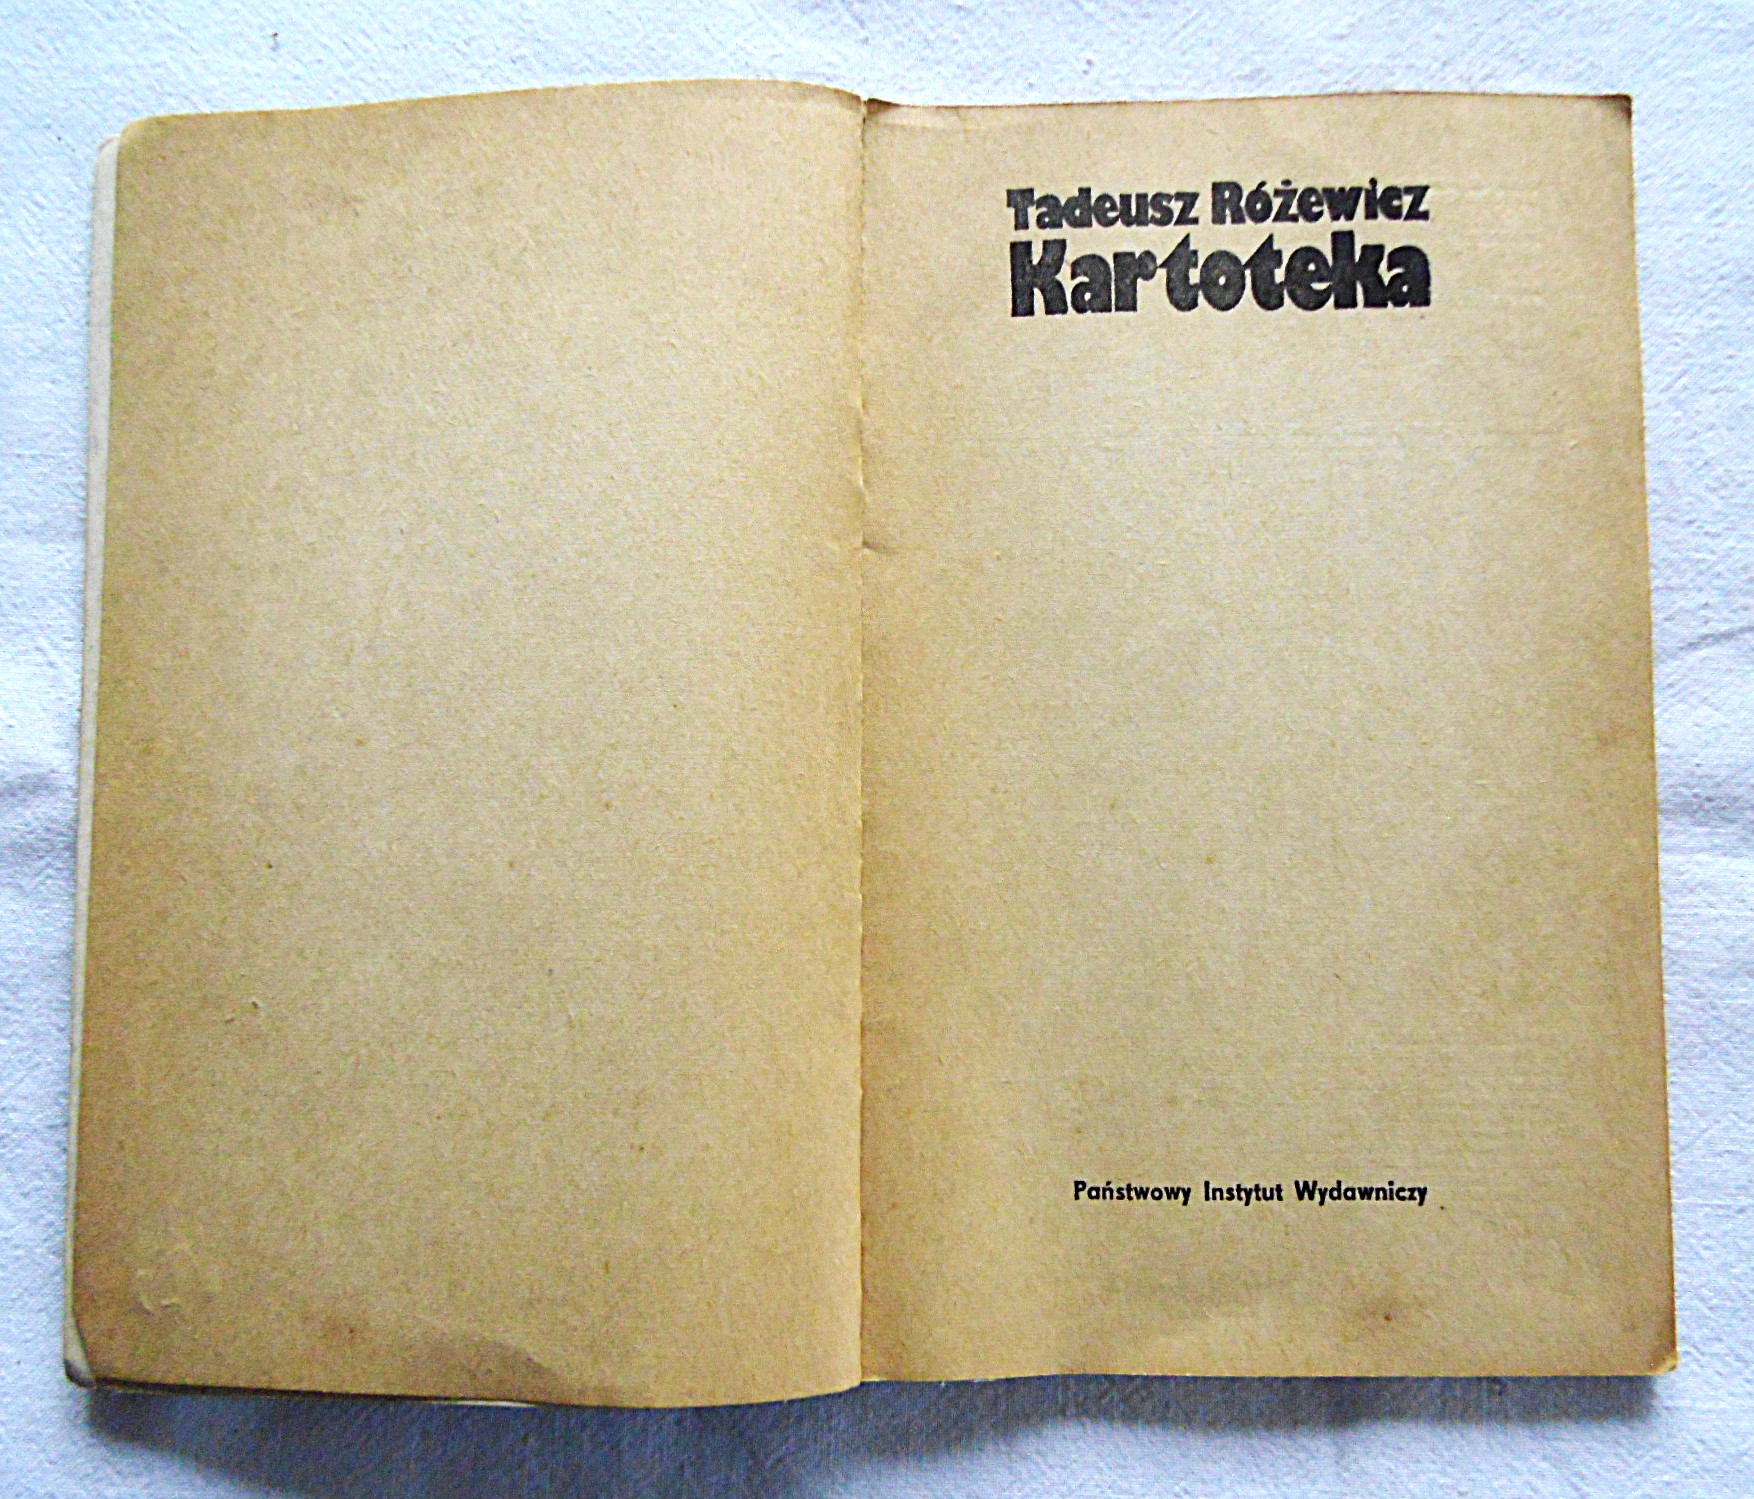 Tadeusz Różewicz
Kartoteka
Państwowy Instytut Wydawniczy